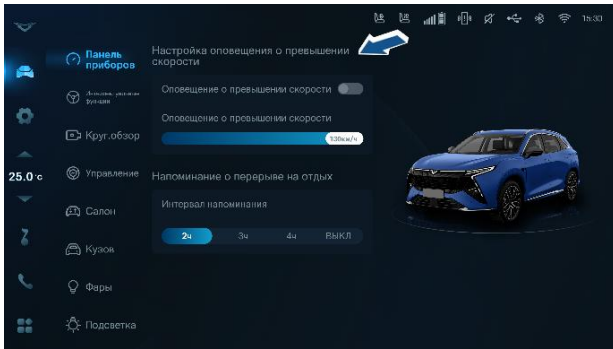 15:30
Панель
приборов
Настройка оповещения о превышении
скорости
функция
Оповещение о превышении скорости
Оповещение о превышении скорости
Круг.обзор
130км/ч
25.0°C
Управление
Напоминание о перерыве на отдых
Салон
Интервал напоминания
2ч 3ч 4ч ВЫКЛ
Кузов
Фары
Подсветка